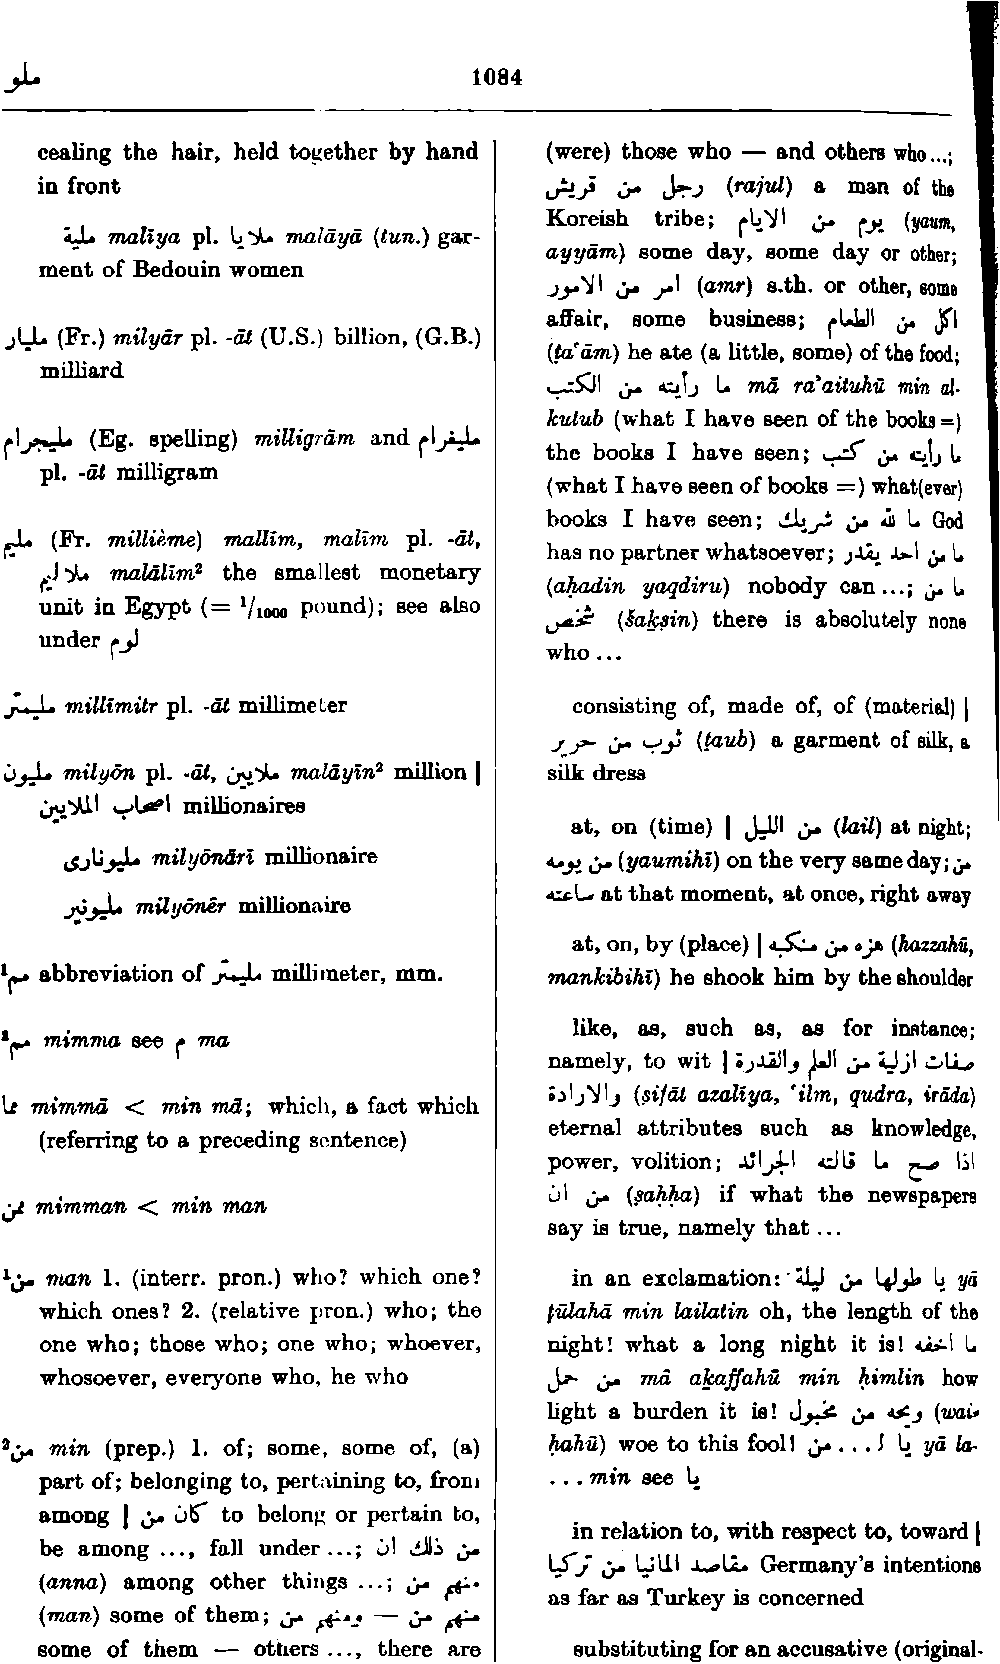 ملو
1084
cealing the hair, held together by hand
in front
ملية malīya pl. ملايا malāyā (tun.) gar-
ment of Bedouin women
مليار (Fr.) milyār pl. -āt (U.S.) billion, (G.B.)
milliard
مليجرام (Eg. spelling) milligrām and مليغرام
pl. -āt milligram
مليم (Fr. millième) mallīm, malīm pl. -āt,
ملاليم malālīm² the smallest monetary
unit in Egypt (= 1/1000 pound); see also
under لوم
مليمتر millīmitr pl. -āt millimeter
مليون milyōn pl. -āt, ملايين malāyīn² million |
اصحاب الملايين millionaires
مليونارى milyōnārī millionaire
مليونير milyōnēr millionaire
¹مم abbreviation of مليمتر millimeter, mm.
²مم mimma see م ma
مما mimmā < min mā; which, a fact which
(referring to a preceding sentence)
ممن mimman < min man
¹من man 1. (interr. pron.) who? which one?
which ones? 2. (relative pron.) who; the
one who; those who; one who; whoever,
whosoever, everyone who, he who
²من min (prep.) 1. of; some, some of, (a)
part of; belonging to, pertaining to, from
among | كان من to belong or pertain to,
be among ..., fall under ...; من ذلك ان
(anna) among other things ...; منهم من
(man) some of them; منهم من — ومنهم من
some of them — others ..., there are
(were) those who — and others who...;
رجل من قريش (rajul) a man of the
Koreish tribe; يوم من الايام (yaum,
ayyām) some day, some day or other;
امر من الامور (amr) s.th. or other, some
affair, some business; اكل من الطعام
(ṭaʿām) he ate (a little, some) of the food;
ما رأيته من الكتب mā raʾaituhū min al-
kutub (what I have seen of the books =)
the books I have seen; ما رأيته من كتب
(what I have seen of books =) what(ever)
books I have seen; ما لله من شريك God
has no partner whatsoever; ما من احد يقدر
(aḥadin yaqdiru) nobody can ...; ما من
شخص (šaḵṣin) there is absolutely none
who ...
consisting of, made of, of (material) |
ثوب من حرير (ṯaub) a garment of silk, a
silk dress
at, on (time) | من الليل (lail) at night;
من يومه (yaumihī) on the very same day; من
ساعته at that moment, at once, right away
at, on, by (place) | هزه من منكبه (hazzahū,
mankibihī) he shook him by the shoulder
like, as, such as, as for instance;
namely, to wit | صفات ازلية من العلم والقدرة
والارادة (ṣifāt azalīya, ʿilm, qudra, irāda)
eternal attributes such as knowledge,
power, volition; اذا صح ما قالته الجرائد
من ان (ṣaḥḥa) if what the newspapers
say is true, namely that ...
in an exclamation: يا طولها من ليلة yā
ṭūlahā min lailatin oh, the length of the
night! what a long night it is! ما اخفه
من حمل mā aḵaffahū min ḥimlin how
light a burden it is! ويحه من مخبول (wai-
ḥahū) woe to this fool! يا ل... من yā la-
... min see يا
in relation to, with respect to, toward |
مقاصد المانيا من تركيا Germany's intentions
as far as Turkey is concerned
substituting for an accusative (original-